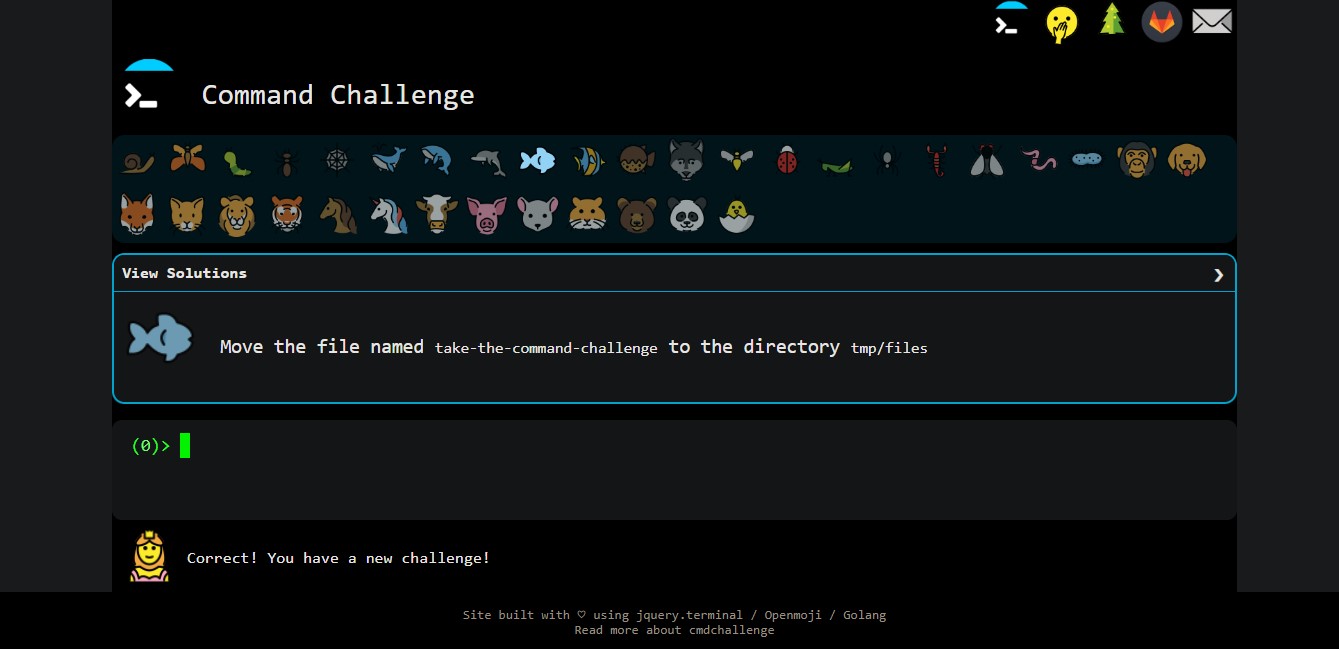 Command Challenge
View Solutions
Move the file named take-the-command-challenge to the directory tmp/files
(0)>
Correct! You have a new challenge!
Site built with ♡ using jquery.terminal / Openmoji / Golang
Read more about cmdchallenge